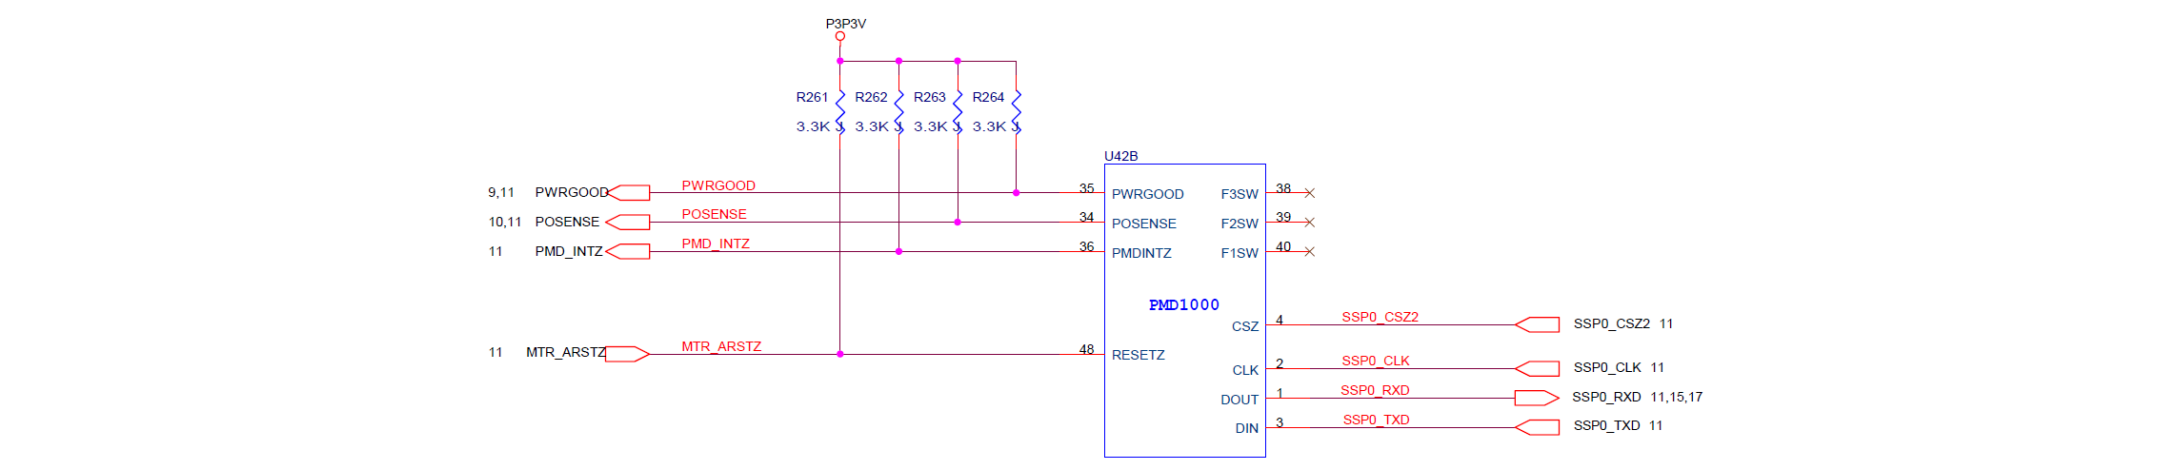 P3P3V
R261 R262 R263 R264
3.3K J 3.3K J 3.3K J 3.3K J
U42B
9,11 PWRGOOD PWRGOOD 35 PWRGOOD F3SW 38
10,11 POSENSE POSENSE 34 POSENSE F2SW 39
11 PMD_INTZ PMD_INTZ 36 PMDINTZ F1SW 40
PMD1000
CSZ 4 SSP0_CSZ2 SSP0_CSZ2 11
11 MTR_ARSTZ MTR_ARSTZ 48 RESETZ
CLK 2 SSP0_CLK SSP0_CLK 11
DOUT 1 SSP0_RXD SSP0_RXD 11,15,17
DIN 3 SSP0_TXD SSP0_TXD 11